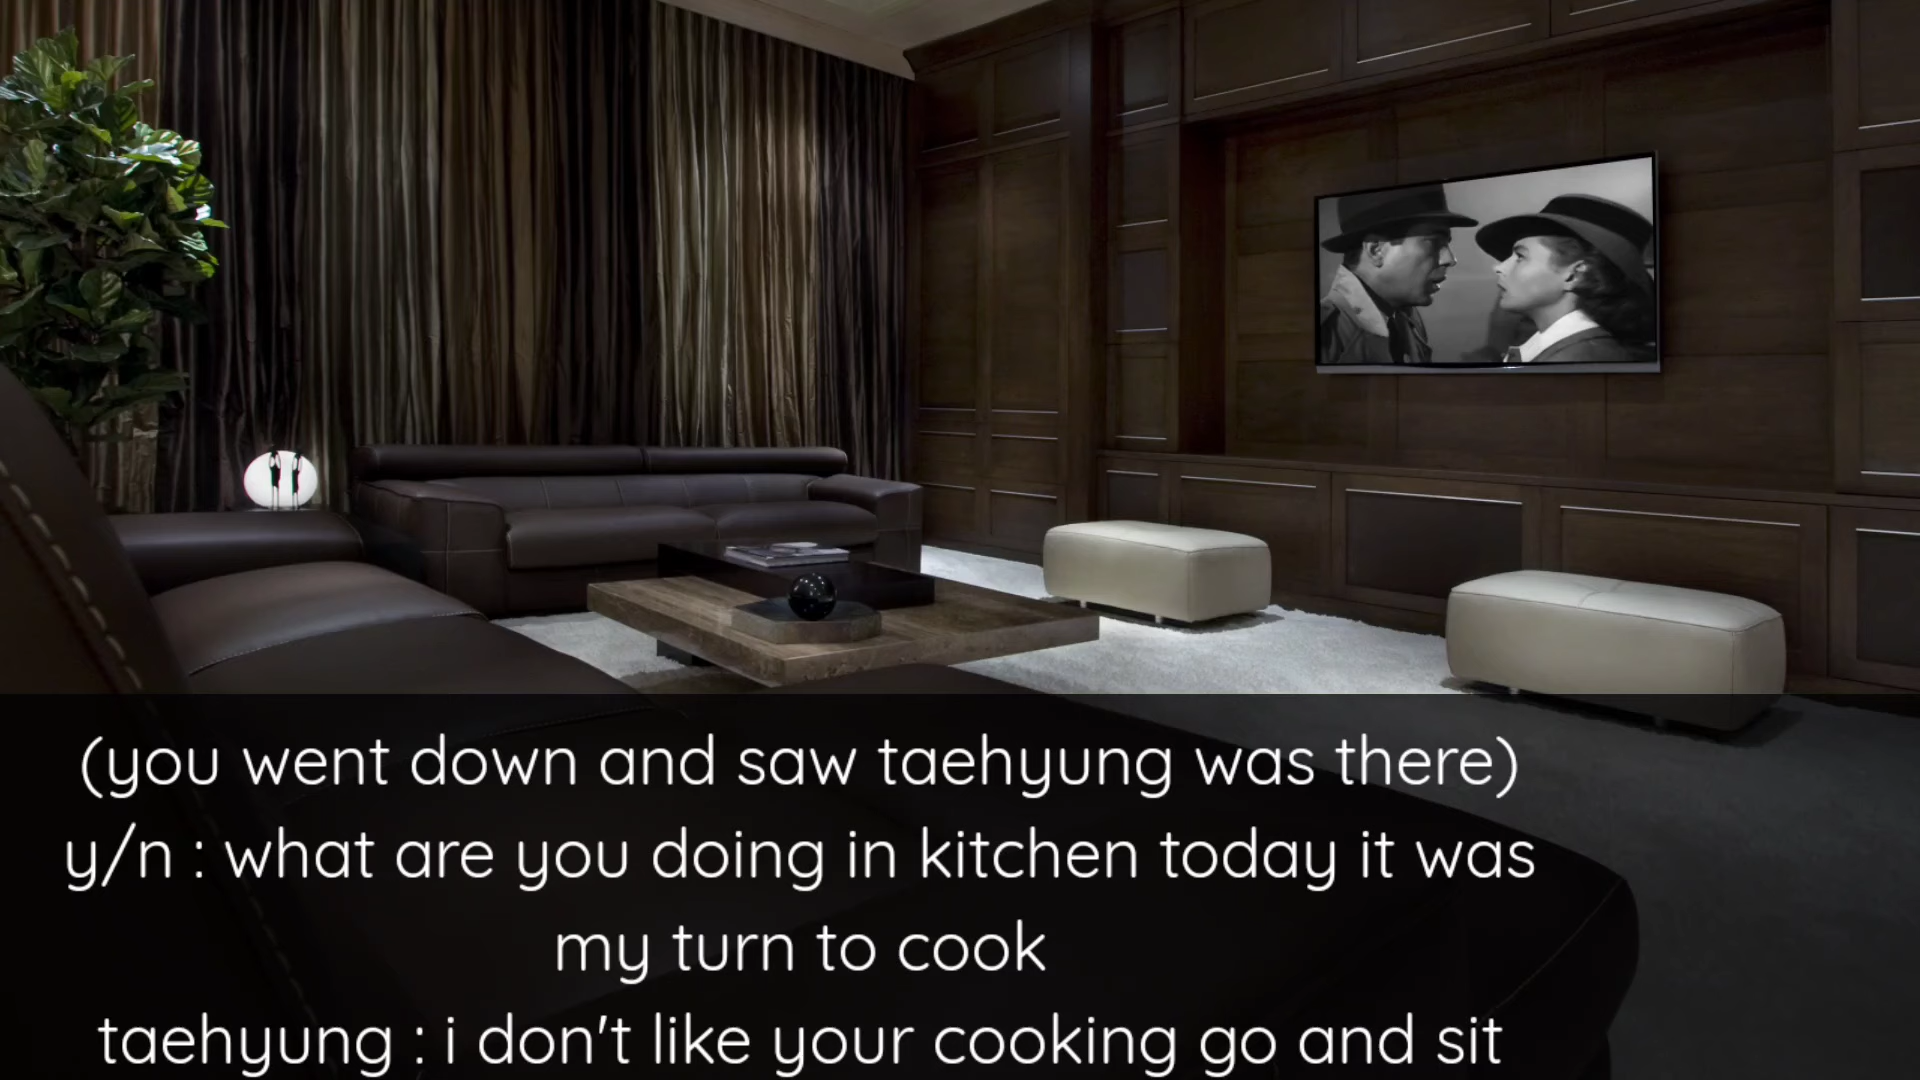 (you went down and saw taehyung was there)
y/n : what are you doing in kitchen today it was
my turn to cook
taehyung : i don't like your cooking go and sit